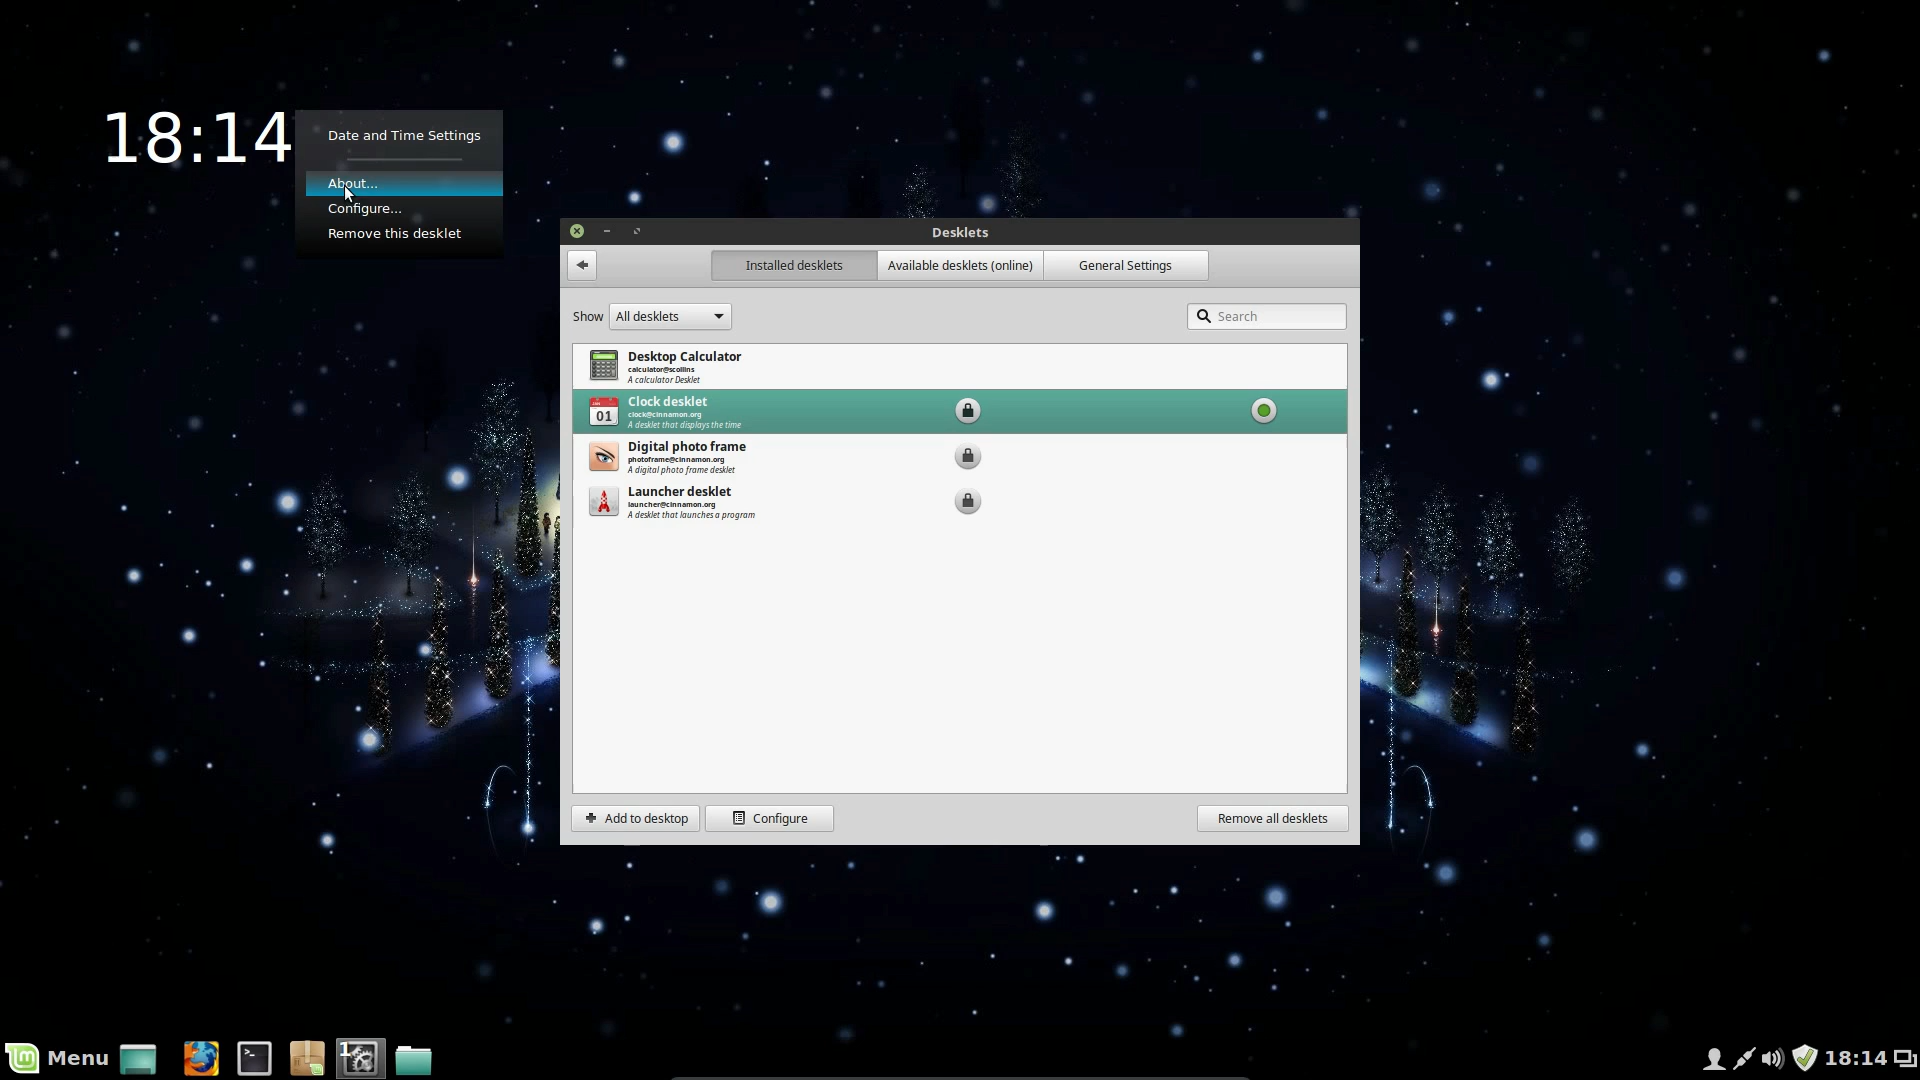 18:14
Date and Time Settings
About...
Configure...
Remove this desklet
Desklets
Installed desklets
Available desklets (online)
General Settings
Show
All desklets
Search
Desktop Calculator
calculator@scollins
A calculator Desklet
01
Clock desklet
clock@cinnamon.org
A desklet that displays the time
Digital photo frame
photoframe@cinnamon.org
A digital photo frame desklet
Launcher desklet
launcher@cinnamon.org
A desklet that launches a program
Add to desktop
Configure
Remove all desklets
Menu
1
18:14